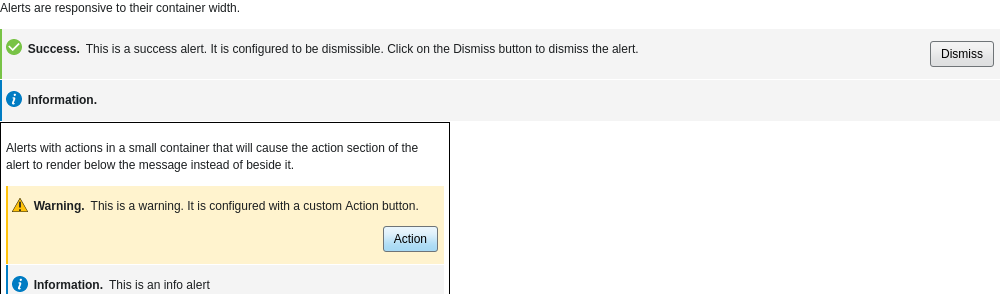 Alerts are responsive to their container width.
Success. This is a success alert. It is configured to be dismissible. Click on the Dismiss button to dismiss the alert.
Dismiss
Information.
Alerts with actions in a small container that will cause the action section of the
alert to render below the message instead of beside it.
Warning. This is a warning. It is configured with a custom Action button.
Action
Information. This is an info alert